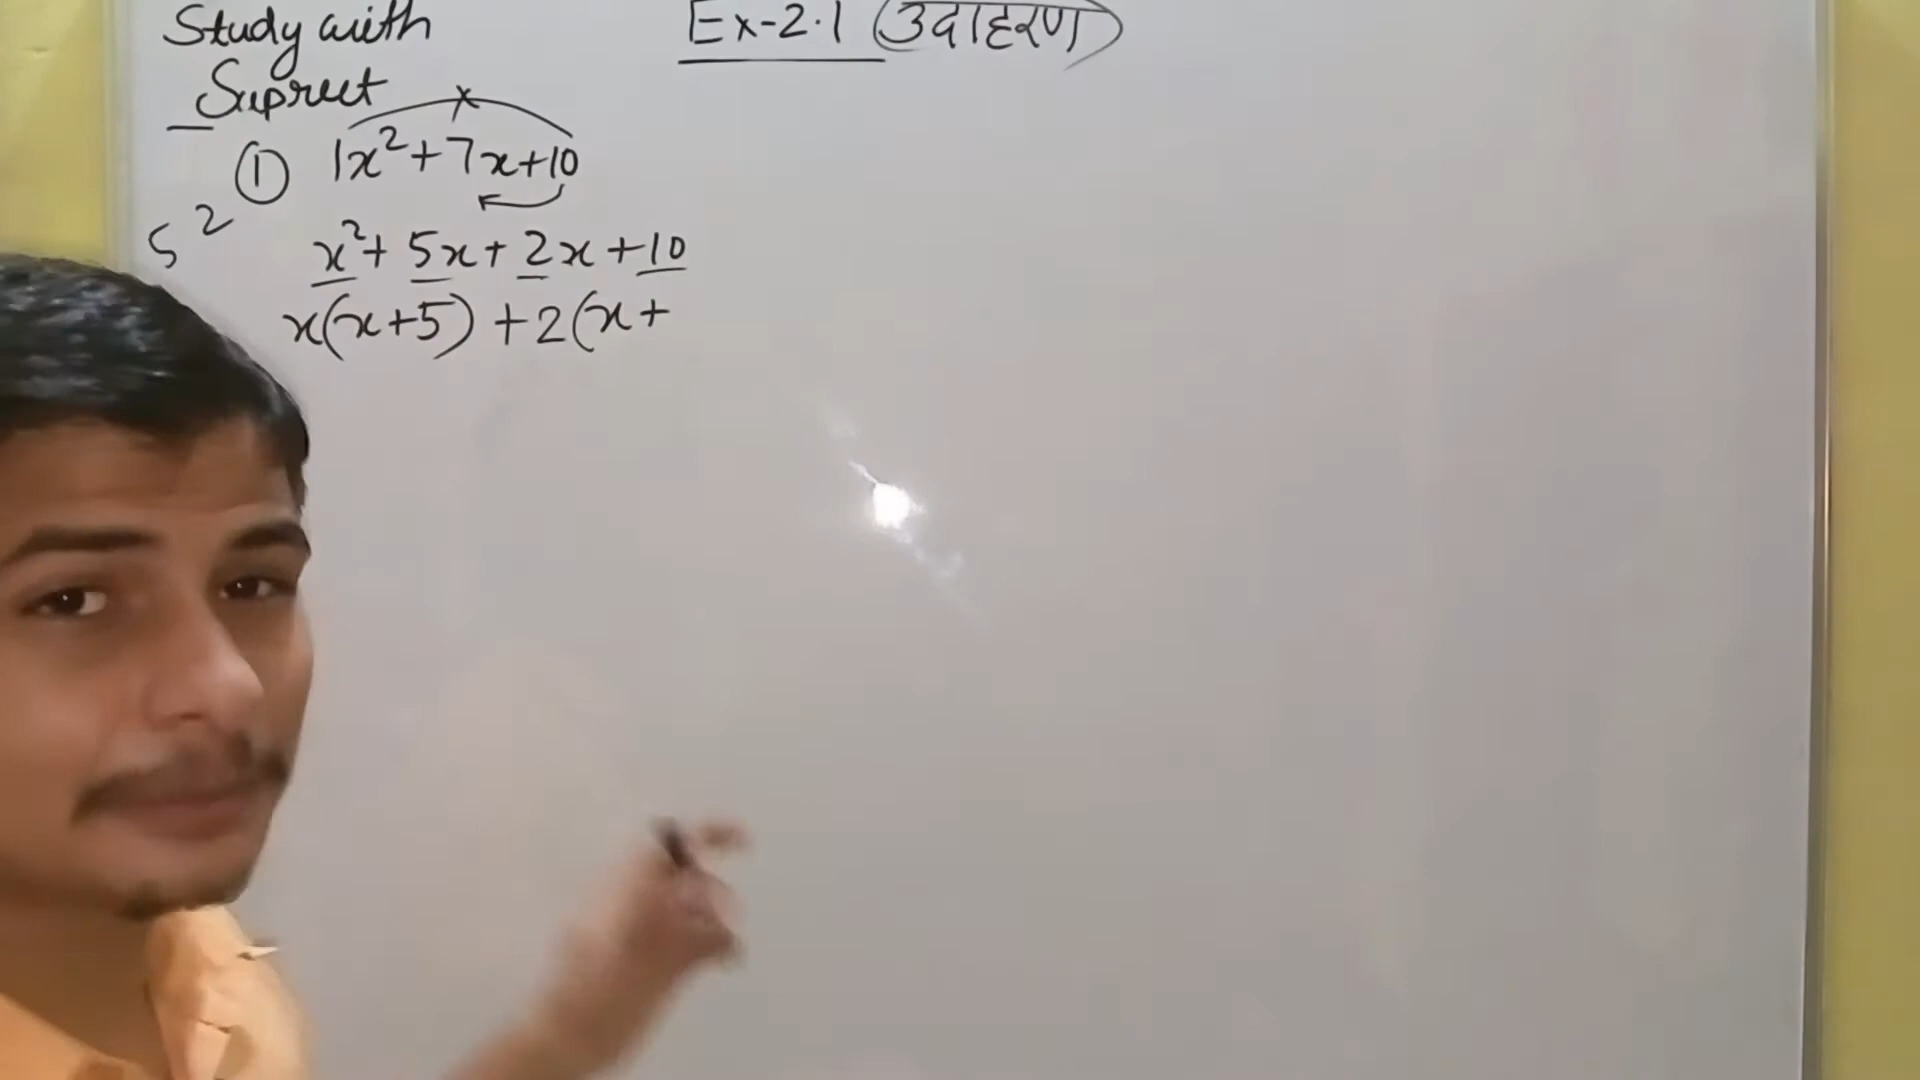 Study with
Supreet
Ex-2.1 (उदाहरण)
① 1x²+7x+10
5 2
x²+ 5x+ 2x +10
x(x+5) +2(x+